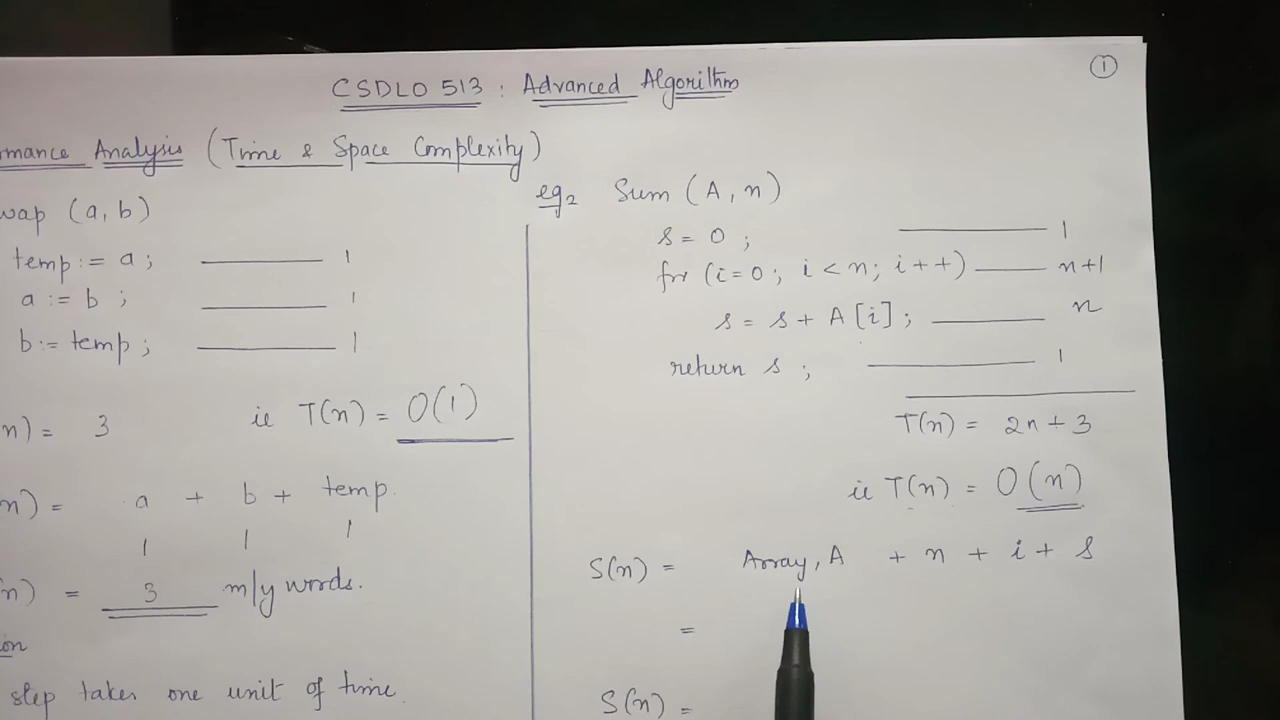 ①
CSDLO 513 : Advanced Algorithm
mance Analysis (Time & Space Complexity)
wap (a, b)
temp := a; 1
a := b ; 1
b := temp; 1
n) = 3 ie T(n) = O(1)
n) = a + b + temp.
1 1 1
n) = 3 m/y words.
on
step takes one unit of time.
eg2 Sum (A, n)
s = 0 ; 1
for (i=0; i < n; i++) n+1
s = s + A[i]; n
return s ; 1
T(n) = 2n + 3
ie T(n) = O(n)
S(n) = Array, A + n + i + s
=
S(n) =